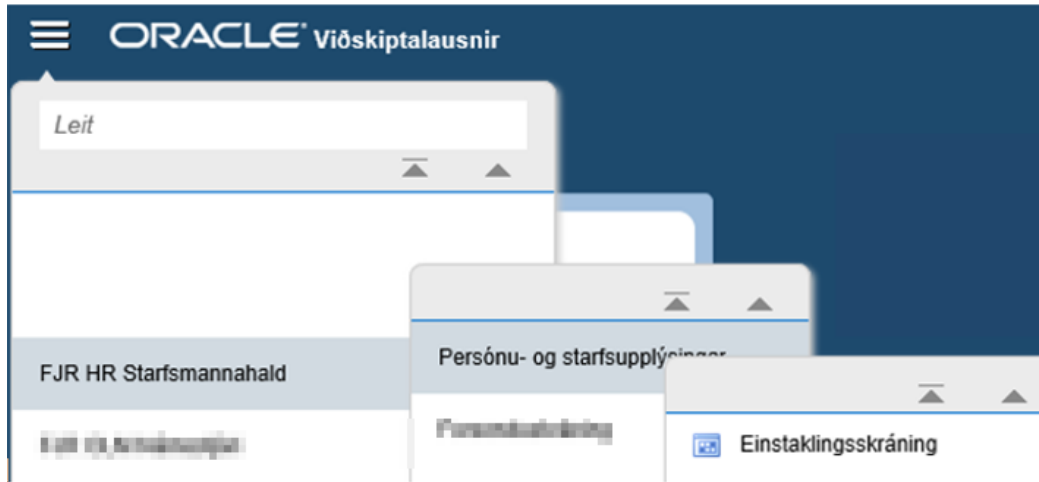 ORACLE Viðskiptalausnir
Leit
FJR HR Starfsmannahald
Persónu- og starfsupplýsingar
Einstaklingsskráning